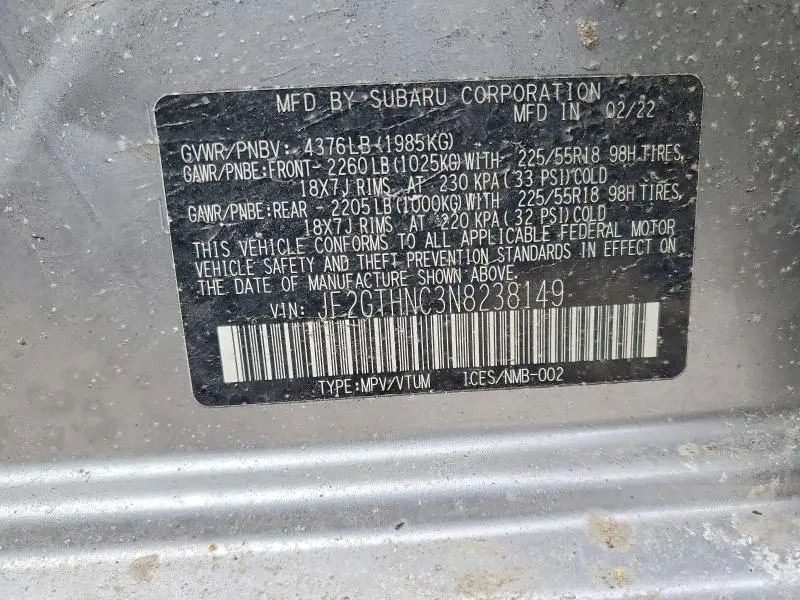 MFD BY SUBARU CORPORATION
MFD IN 02/22
GVWR/PNBV: 4376LB(1985KG)
GAWR/PNBE:FRONT-2260LB(1025KG)WITH 225/55R18 98H TIRES,
18X7J RIMS AT 230 KPA(33 PSI)COLD
GAWR/PNBE:REAR -2205LB(1000KG)WITH 225/55R18 98H TIRES,
18X7J RIMS AT 220 KPA(32 PSI)COLD
THIS VEHICLE CONFORMS TO ALL APPLICABLE FEDERAL MOTOR
VEHICLE SAFETY AND THEFT PREVENTION STANDARDS IN EFFECT ON
THE DATE OF MANUFACTURE SHOWN ABOVE.
VIN: JF2GTHNC3N8238149
TYPE:MPV/VTUM ICES/NMB-002